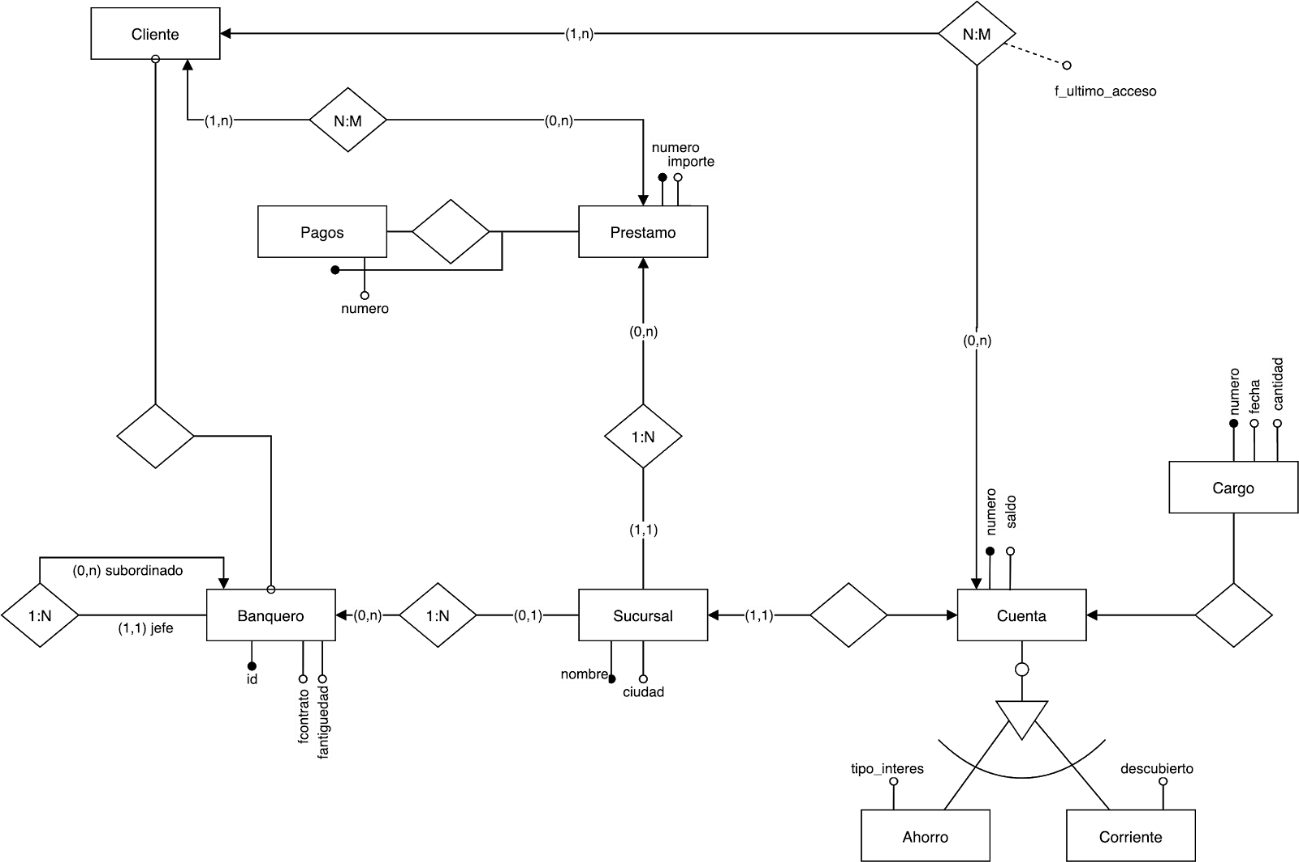 Cliente
(1,n)
N:M
f_ultimo_acceso
(1,n)
N:M
(0,n)
numero
importe
Pagos
Prestamo
numero
(0,n)
(0,n)
numero
fecha
cantidad
1:N
Cargo
numero
saldo
(1,1)
(0,n) subordinado
1:N
(1,1) jefe
Banquero
(0,n)
1:N
(0,1)
Sucursal
(1,1)
Cuenta
id
fcontrato
fantiguedad
nombre
ciudad
tipo_interes
descubierto
Ahorro
Corriente